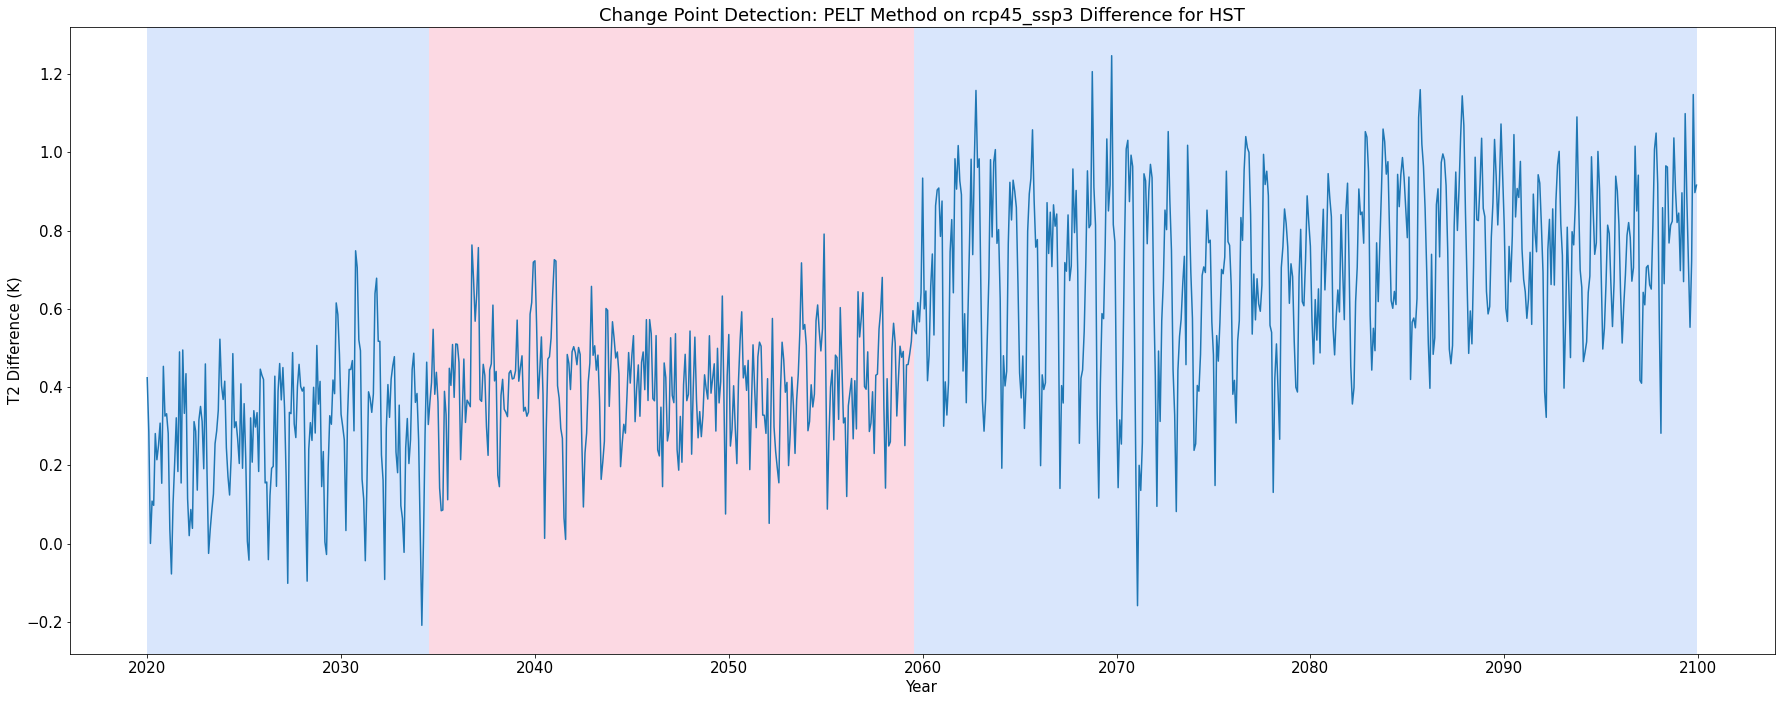 Change Point Detection: PELT Method on rcp45_ssp3 Difference for HST
1.2
1.0
0.8
0.6
0.4
0.2
0.0
−0.2
T2 Difference (K)
2020 2030 2040 2050 2060 2070 2080 2090 2100
Year